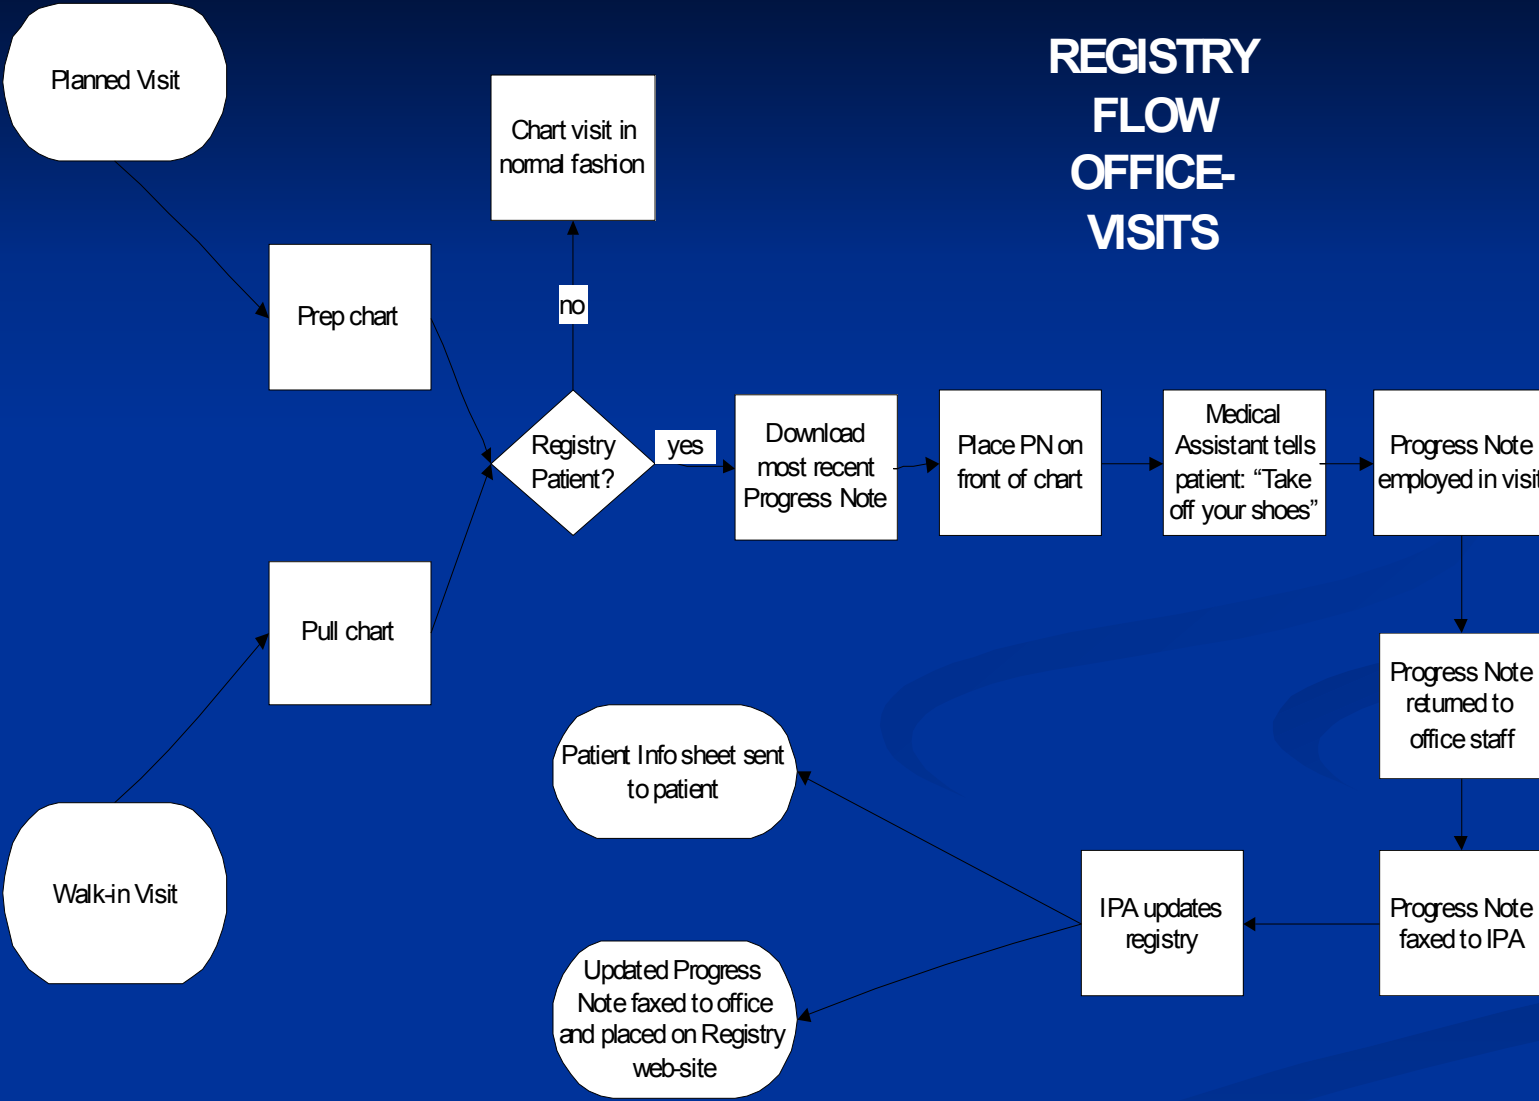 REGISTRY
FLOW
OFFICE-
VISITS
Planned Visit
Chart visit in
normal fashion
no
Prep chart
Registry
Patient?
yes
Download
most recent
Progress Note
Place PN on
front of chart
Medical
Assistant tells
patient: “Take
off your shoes”
Progress Note
employed in visit
Pull chart
Progress Note
returned to
office staff
Patient Info sheet sent
to patient
Walk-in Visit
IPA updates
registry
Progress Note
faxed to IPA
Updated Progress
Note faxed to office
and placed on Registry
web-site